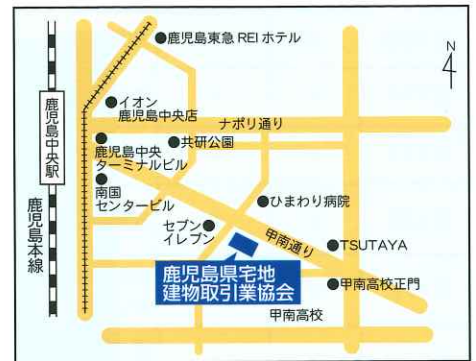 鹿児島東急 REI ホテル
N
イオン
鹿児島中央店
ナポリ通り
鹿児島中央駅
鹿児島中央
ターミナルビル
共研公園
南国
センタービル
ひまわり病院
鹿児島本線
セブン
イレブン
甲南通り
TSUTAYA
鹿児島県宅地
建物取引業協会
甲南高校正門
甲南高校